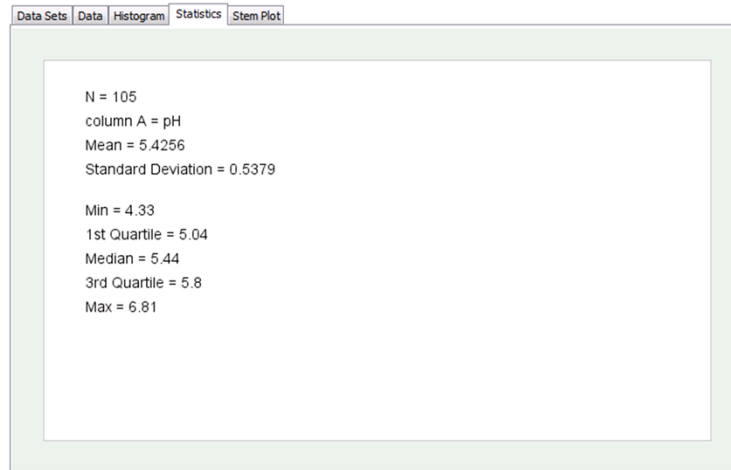 Data Sets Data Histogram Statistics Stem Plot
N = 105
column A = pH
Mean = 5.4256
Standard Deviation = 0.5379
Min = 4.33
1st Quartile = 5.04
Median = 5.44
3rd Quartile = 5.8
Max = 6.81